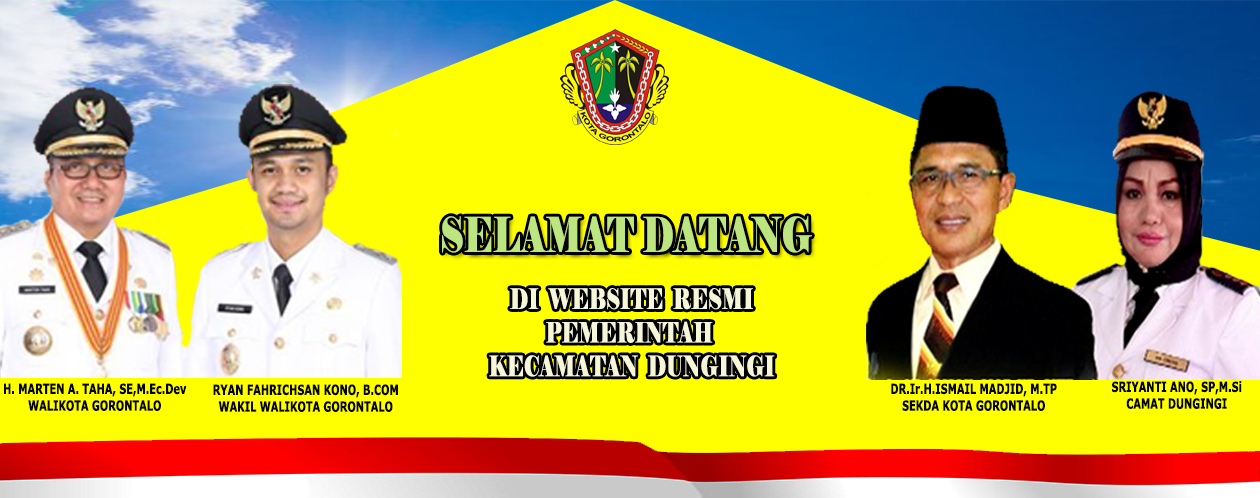 KOTA GORONTALO
SELAMAT DATANG
DI WEBSITE RESMI
PEMERINTAH
KECAMATAN DUNGINGI
H. MARTEN A. TAHA, SE,M.Ec.Dev
WALIKOTA GORONTALO
RYAN FAHRICHSAN KONO, B.COM
WAKIL WALIKOTA GORONTALO
DR.Ir.H.ISMAIL MADJID, M.TP
SEKDA KOTA GORONTALO
SRIYANTI ANO, SP,M.Si
CAMAT DUNGINGI